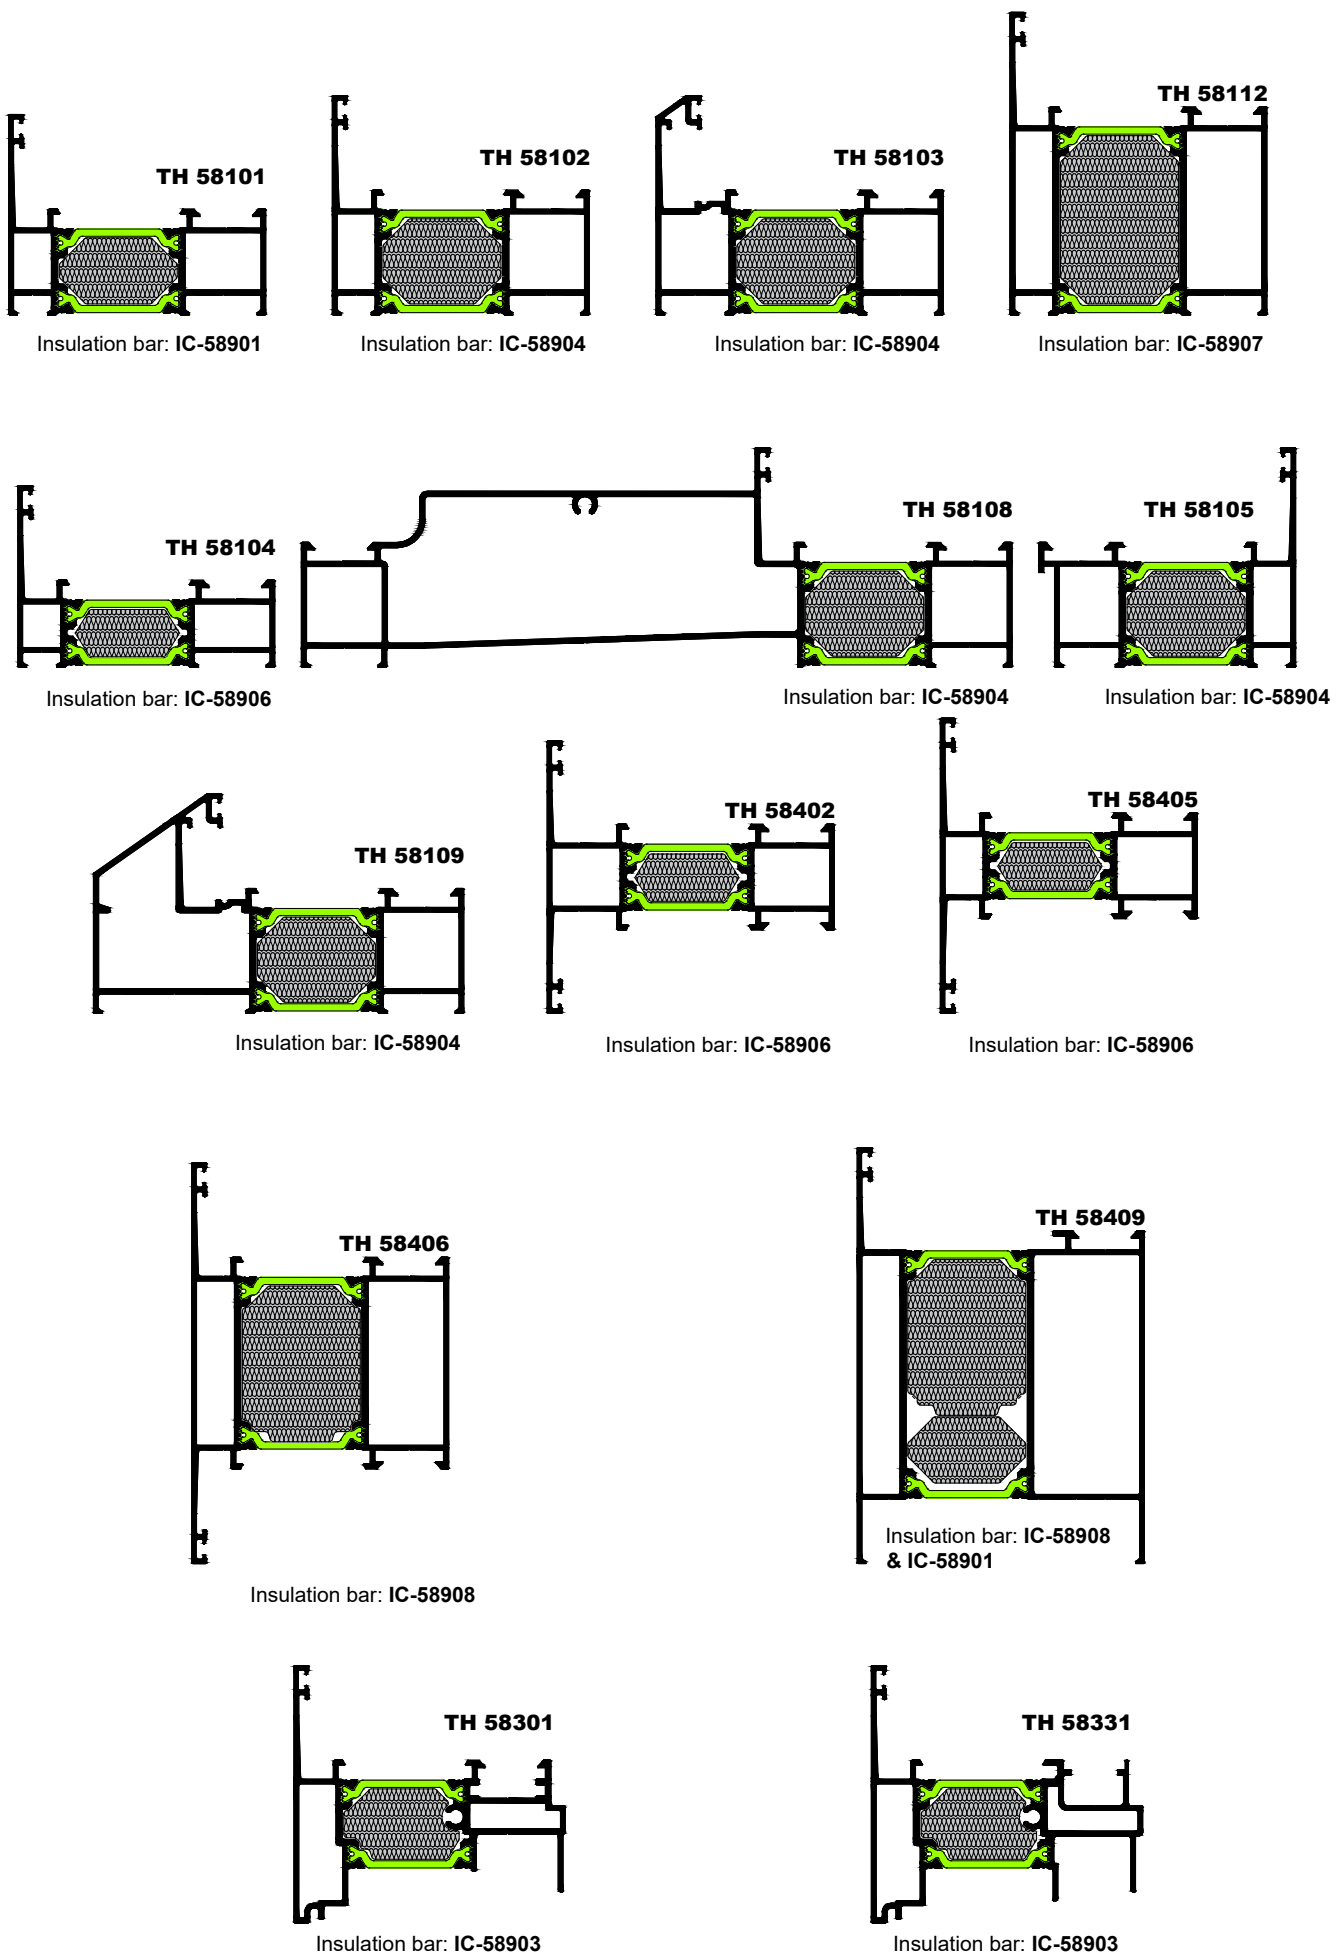 TH 58101
Insulation bar: IC-58901
TH 58102
Insulation bar: IC-58904
TH 58103
Insulation bar: IC-58904
TH 58112
Insulation bar: IC-58907
TH 58104
Insulation bar: IC-58906
TH 58108
Insulation bar: IC-58904
TH 58105
Insulation bar: IC-58904
TH 58109
Insulation bar: IC-58904
TH 58402
Insulation bar: IC-58906
TH 58405
Insulation bar: IC-58906
TH 58406
Insulation bar: IC-58908
TH 58409
Insulation bar: IC-58908
& IC-58901
TH 58301
Insulation bar: IC-58903
TH 58331
Insulation bar: IC-58903